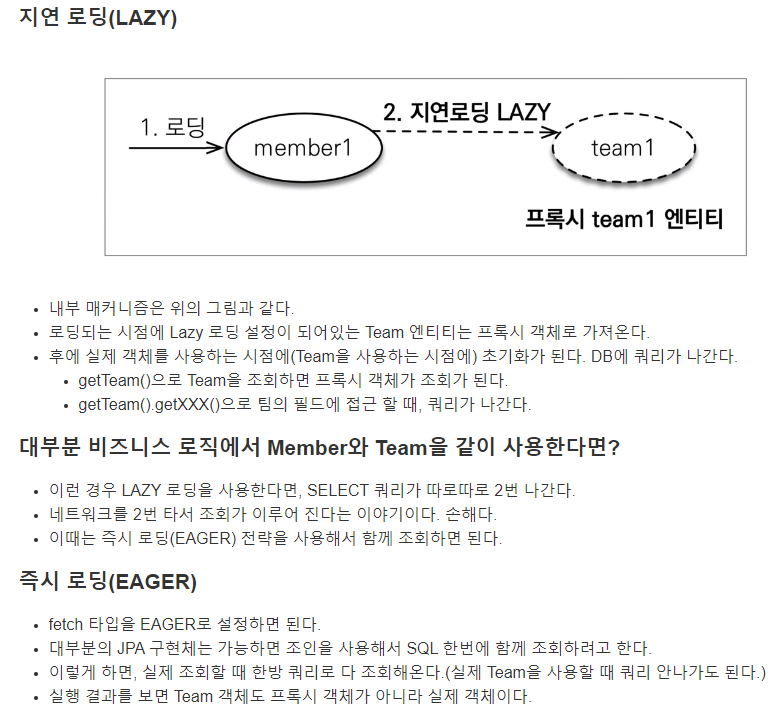 지연 로딩(LAZY)
1. 로딩
member1
2. 지연로딩 LAZY
team1
프록시 team1 엔티티
내부 매커니즘은 위의 그림과 같다.
로딩되는 시점에 Lazy 로딩 설정이 되어있는 Team 엔티티는 프록시 객체로 가져온다.
후에 실제 객체를 사용하는 시점에(Team을 사용하는 시점에) 초기화가 된다. DB에 쿼리가 나간다.
getTeam()으로 Team을 조회하면 프록시 객체가 조회가 된다.
getTeam().getXXX()으로 팀의 필드에 접근 할 때, 쿼리가 나간다.
대부분 비즈니스 로직에서 Member와 Team을 같이 사용한다면?
이런 경우 LAZY 로딩을 사용한다면, SELECT 쿼리가 따로따로 2번 나간다.
네트워크를 2번 타서 조회가 이루어 진다는 이야기이다. 손해다.
이때는 즉시 로딩(EAGER) 전략을 사용해서 함께 조회하면 된다.
즉시 로딩(EAGER)
fetch 타입을 EAGER로 설정하면 된다.
대부분의 JPA 구현체는 가능하면 조인을 사용해서 SQL 한번에 함께 조회하려고 한다.
이렇게 하면, 실제 조회할 때 한방 쿼리로 다 조회해온다.(실제 Team을 사용할 때 쿼리 안나가도 된다.)
실행 결과를 보면 Team 객체도 프록시 객체가 아니라 실제 객체이다.